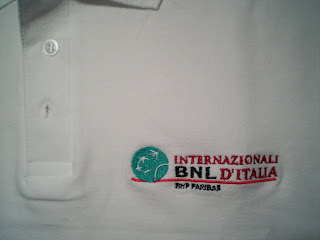 INTERNAZIONALI
BNL D'ITALIA
BNP PARIBAS